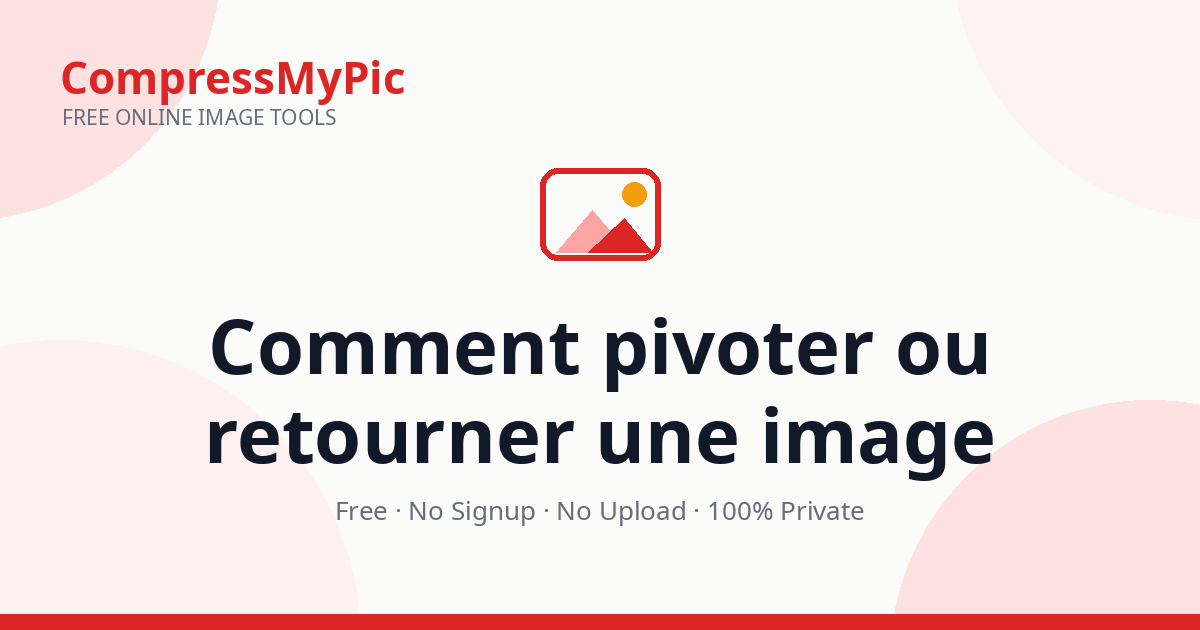 CompressMyPic
FREE ONLINE IMAGE TOOLS
Comment pivoter ou
retourner une image
Free · No Signup · No Upload · 100% Private